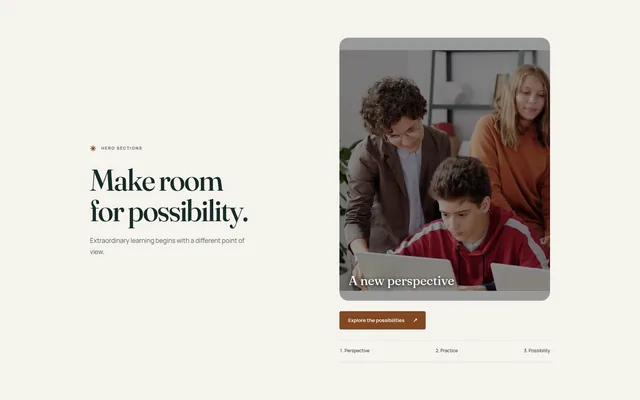 HERO SECTIONS
Make room
for possibility.
Extraordinary learning begins with a different point of
view.
A new perspective
Explore the possibilities ↗
1. Perspective
2. Practice
3. Possibility